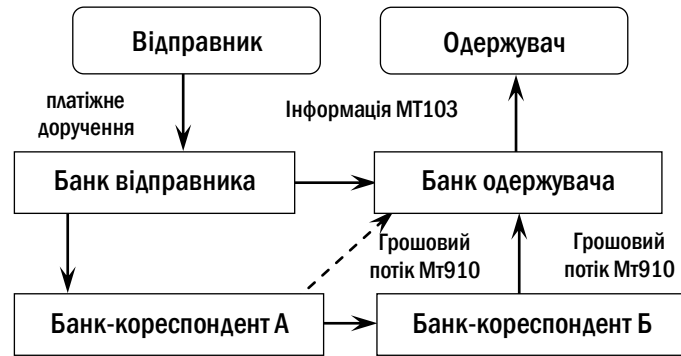 Відправник
Одержувач
платіжне
доручення
Інформація МТ103
Банк відправника
Банк одержувача
Грошовий
потік Мт910
Грошовий
потік Мт910
Банк-кореспондент А
Банк-кореспондент Б